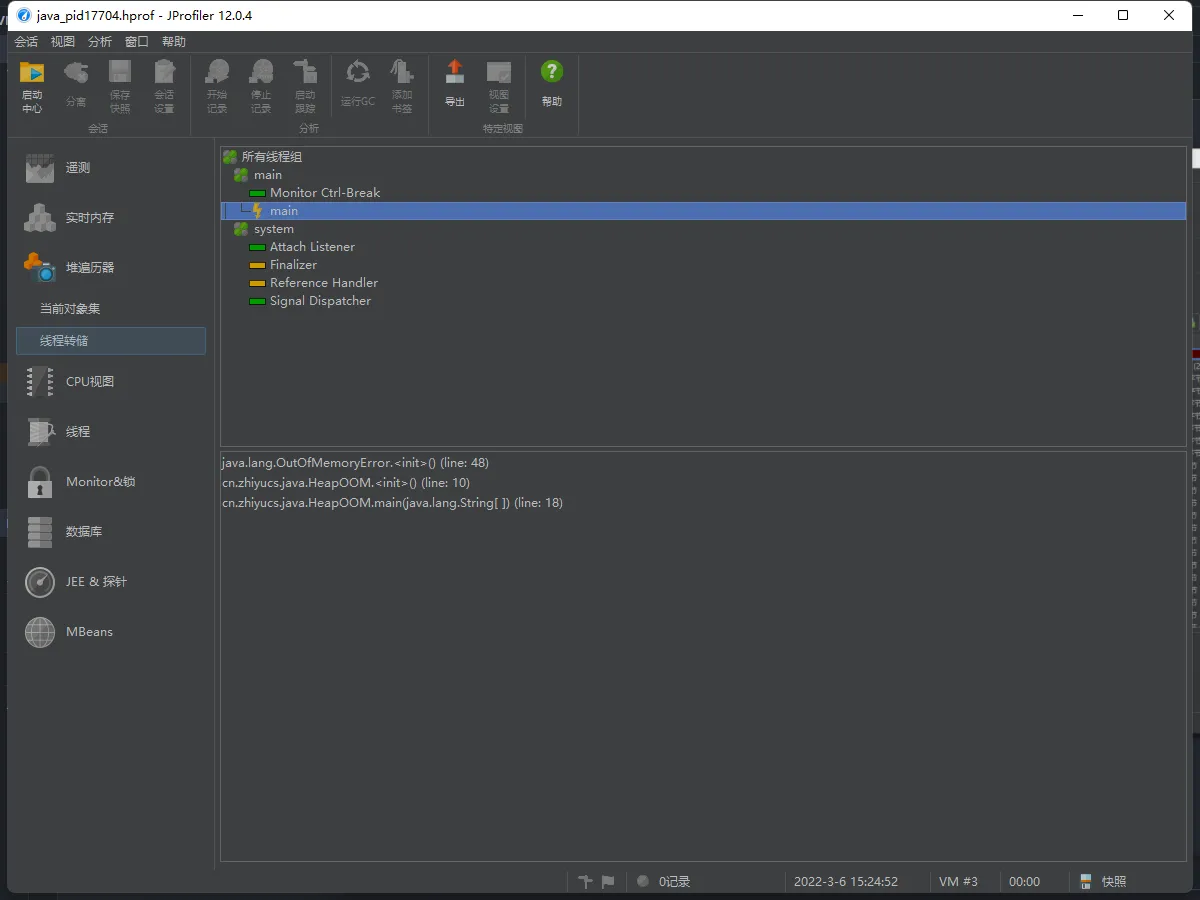 java_pid17704.hprof - JProfiler 12.0.4
会话 视图 分析 窗口 帮助
启动中心 分离 保存快照 会话设置 开始记录 停止记录 启动跟踪 运行GC 添加书签 导出 视图设置 帮助
会话 分析 特定视图
遥测
实时内存
堆遍历器
当前对象集
线程转储
CPU视图
线程
Monitor&锁
数据库
JEE & 探针
MBeans
所有线程组
main
Monitor Ctrl-Break
main
system
Attach Listener
Finalizer
Reference Handler
Signal Dispatcher
java.lang.OutOfMemoryError.<init>() (line: 48)
cn.zhiyucs.java.HeapOOM.<init>() (line: 10)
cn.zhiyucs.java.HeapOOM.main(java.lang.String[ ]) (line: 18)
0记录 2022-3-6 15:24:52 VM #3 00:00 快照